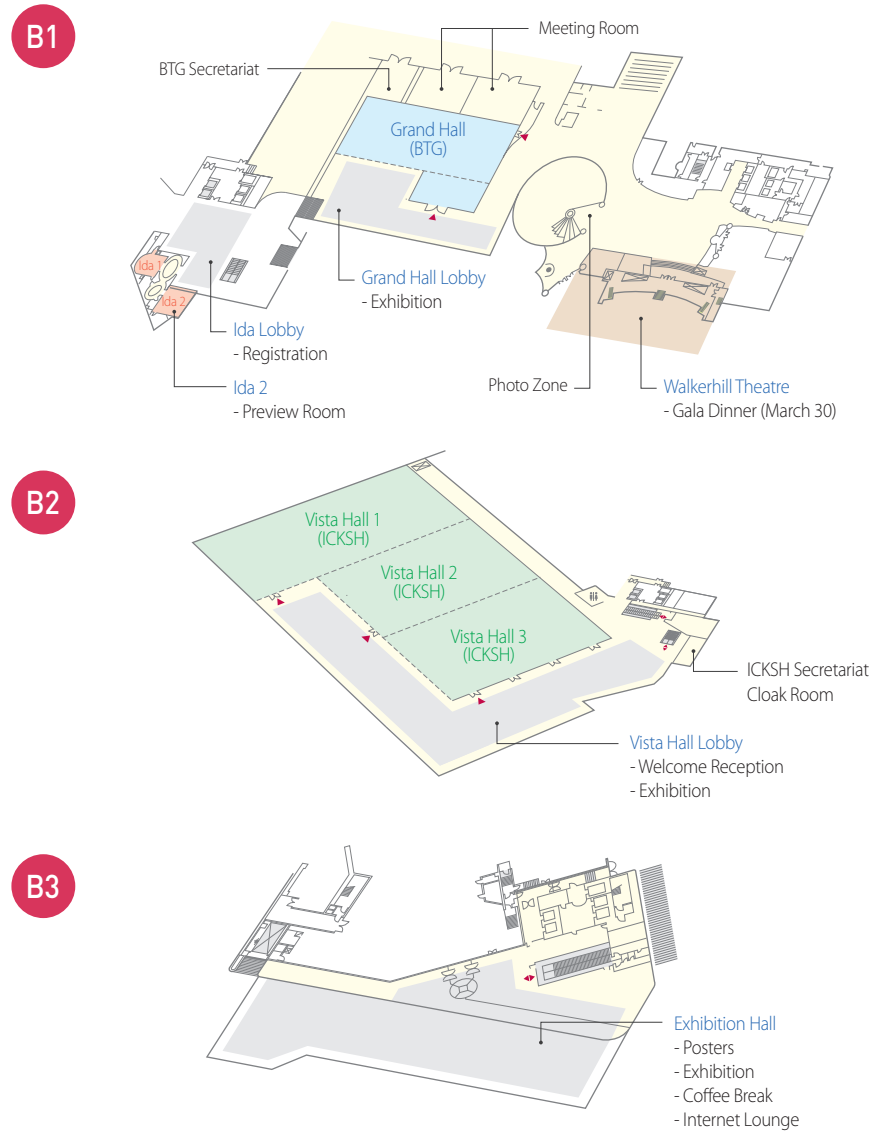 B1
Meeting Room
BTG Secretariat
Grand Hall
(BTG)
Ida 1
Ida 2
Grand Hall Lobby
- Exhibition
Ida Lobby
- Registration
Ida 2
- Preview Room
Photo Zone
Walkerhill Theatre
- Gala Dinner (March 30)
B2
Vista Hall 1
(ICKSH)
Vista Hall 2
(ICKSH)
Vista Hall 3
(ICKSH)
ICKSH Secretariat
Cloak Room
Vista Hall Lobby
- Welcome Reception
- Exhibition
B3
Exhibition Hall
- Posters
- Exhibition
- Coffee Break
- Internet Lounge